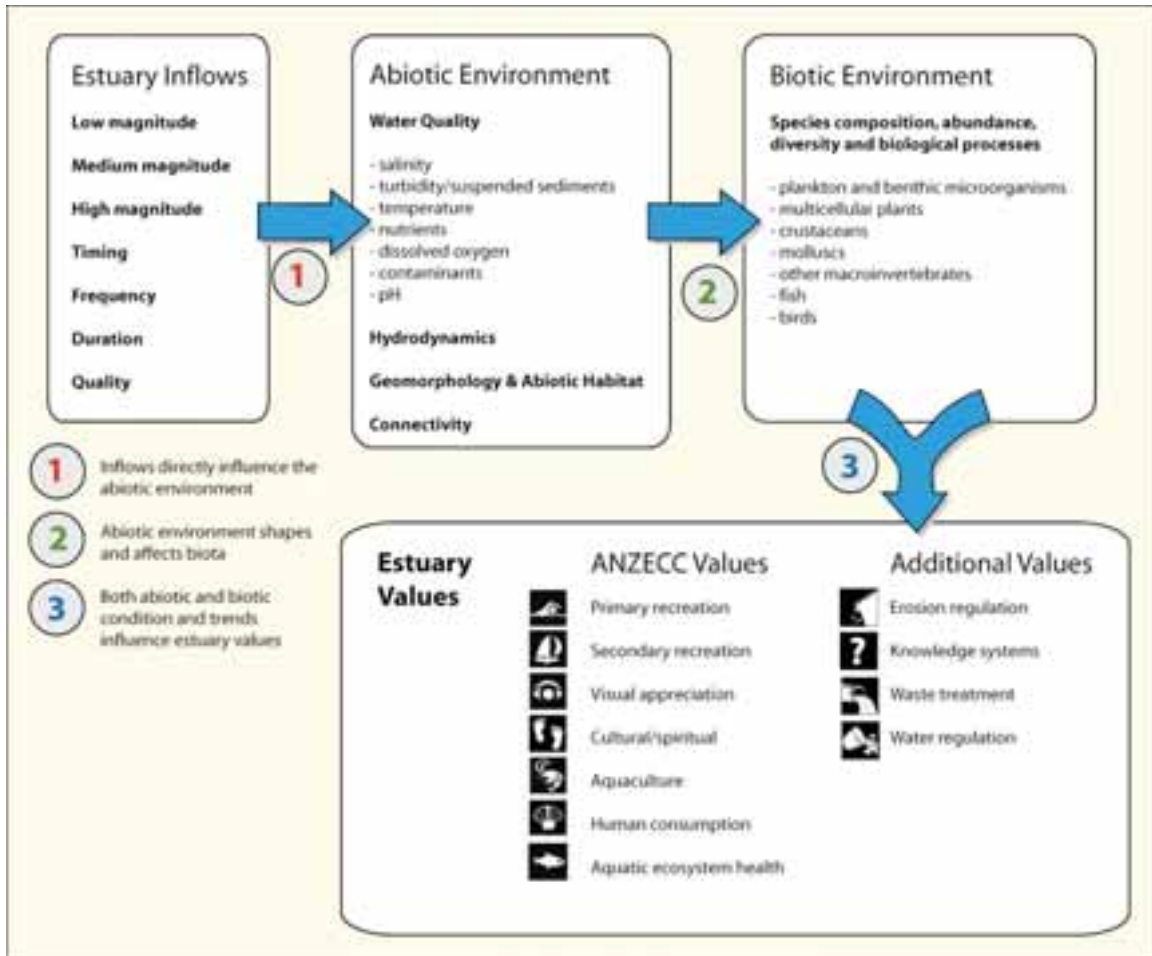 Estuary Inflows
Low magnitude
Medium magnitude
High magnitude
Timing
Frequency
Duration
Quality
1
Abiotic Environment
Water Quality
- salinity
- turbidity/suspended sediments
- temperature
- nutrients
- dissolved oxygen
- contaminants
- pH
Hydrodynamics
Geomorphology & Abiotic Habitat
Connectivity
2
Biotic Environment
Species composition, abundance,
diversity and biological processes
- plankton and benthic microorganisms
- multicellular plants
- crustaceans
- molluscs
- other macroinvertebrates
- fish
- birds
3
1
Inflows directly influence the
abiotic environment
2
Abiotic environment shapes
and affects biota
3
Both abiotic and biotic
condition and trends
influence estuary values
Estuary
Values
ANZECC Values
Primary recreation
Secondary recreation
Visual appreciation
Cultural/spiritual
Aquaculture
Human consumption
Aquatic ecosystem health
Additional Values
Erosion regulation
?
Knowledge systems
Waste treatment
Water regulation